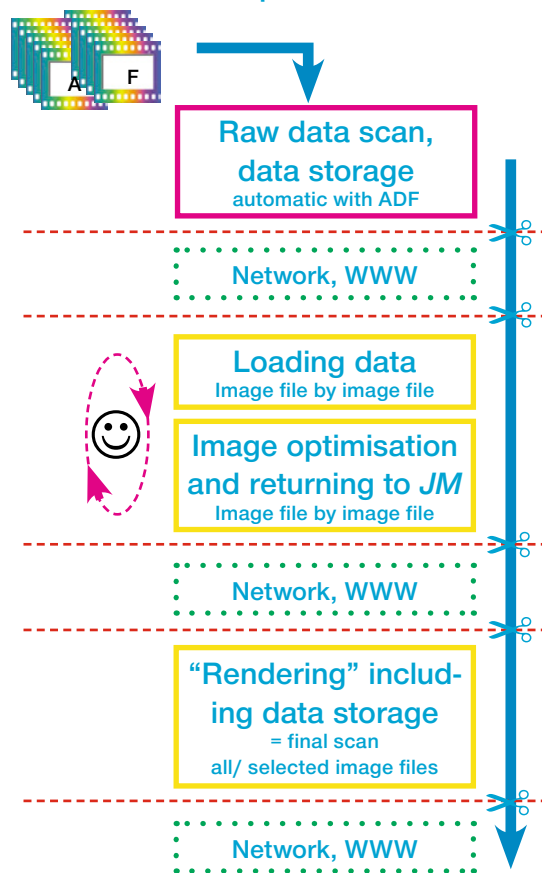 A F
Raw data scan,
data storage
automatic with ADF
Network, WWW
Loading data
Image file by image file
Image optimisation
and returning to JM
Image file by image file
Network, WWW
“Rendering” includ-
ing data storage
= final scan
all/ selected image files
Network, WWW